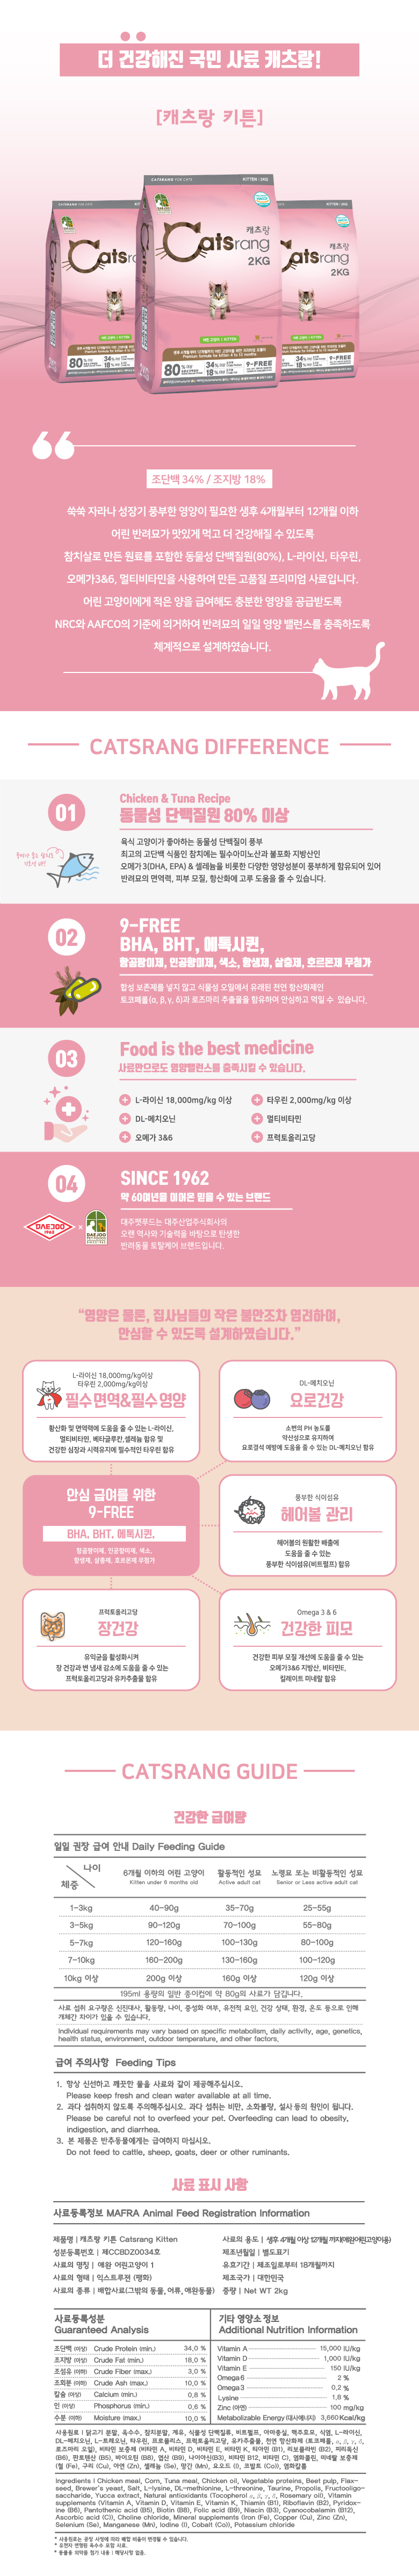 더 건강해진 국민 사료 캐츠랑!
[캐츠랑 키튼]
Catsrang
캐츠랑
2KG
80%
34%
18%
9-FREE
조단백 34% / 조지방 18%
쑥쑥 자라나 성장기 풍부한 영양이 필요한 생후 4개월부터 12개월 이하
어린 반려묘가 맛있게 먹고 더 건강해질 수 있도록
참치살로 만든 원료를 포함한 동물성 단백질원(80%), L-라이신, 타우린,
오메가3&6, 멀티비타민을 사용하여 만든 고품질 프리미엄 사료입니다.
어린 고양이에게 적은 양을 급여해도 충분한 영양을 공급받도록
NRC와 AAFCO의 기준에 의거하여 반려묘의 일일 영양 밸런스를 충족하도록
체계적으로 설계하였습니다.
CATSRANG DIFFERENCE
01
Chicken & Tuna Recipe
동물성 단백질원 80% 이상
육식 고양이가 좋아하는 동물성 단백질이 풍부
최고의 고단백 식품인 참치에는 필수아미노산과 불포화 지방산인
오메가 3(DHA, EPA) & 셀레늄을 비롯한 다양한 영양성분이 풍부하게 함유되어 있어
반려묘의 면역력, 피부 모질, 항산화에 고루 도움을 줄 수 있습니다.
02
9-FREE
BHA, BHT, 에톡시퀸,
항곰팡이제, 인공향미제, 색소, 항생제, 살충제, 호르몬제 무첨가
합성 보존제를 넣지 않고 식물성 오일에서 유래된 천연 항산화제인
토코페롤(α, β, γ, δ)과 로즈마리 추출물을 함유하여 안심하고 먹일 수 있습니다.
03
Food is the best medicine
사료만으로도 영양밸런스를 충족시킬 수 있습니다.
L-라이신 18,000mg/kg 이상
타우린 2,000mg/kg 이상
DL-메치오닌
멀티비타민
오메가 3&6
프럭토올리고당
04
SINCE 1962
약 60여년을 이어온 믿을 수 있는 브랜드
DAEJOO
1962
×
대주펫푸드는 대주산업주식회사의
오랜 역사와 기술력을 바탕으로 탄생한
반려동물 토탈케어 브랜드입니다.
“영양은 물론, 집사님들의 작은 불안조차 염려하여,
안심할 수 있도록 설계하였습니다.”
L-라이신 18,000mg/kg이상
타우린 2,000mg/kg이상
필수면역&필수영양
항산화 및 면역력에 도움을 줄 수 있는 L-라이신,
멀티비타민, 베타글루칸,셀레늄 함유 및
건강한 심장과 시력유지에 필수적인 타우린 함유
DL-메치오닌
요로건강
소변의 PH 농도를
약산성으로 유지하여
요로결석 예방에 도움을 줄 수 있는 DL-메치오닌 함유
안심 급여를 위한
9-FREE
BHA, BHT, 에톡시퀸,
항곰팡이제, 인공향미제, 색소,
항생제, 살충제, 호르몬제 무첨가
풍부한 식이섬유
헤어볼 관리
헤어볼의 원활한 배출에
도움을 줄 수 있는
풍부한 식이섬유(비트펄프) 함유
프럭토올리고당
장건강
유익균을 활성화시켜
장 건강과 변 냄새 감소에 도움을 줄 수 있는
프럭토올리고당과 유카추출물 함유
Omega 3 & 6
건강한 피모
건강한 피부 모질 개선에 도움을 줄 수 있는
오메가3&6 지방산, 비타민E,
킬레이트 미네랄 함유
CATSRANG GUIDE
건강한 급여량
일일 권장 급여 안내 Daily Feeding Guide
나이
체중
6개월 이하의 어린 고양이
Kitten under 6 months old
활동적인 성묘
Active adult cat
노령묘 또는 비활동적인 성묘
Senior or Less active adult cat
1~3kg 40~90g 35~70g 25~55g
3~5kg 90~120g 70~100g 55~80g
5~7kg 120~160g 100~130g 80~100g
7~10kg 160~200g 130~160g 100~120g
10kg 이상 200g 이상 160g 이상 120g 이상
195ml 용량의 일반 종이컵에 약 80g의 사료가 담깁니다.
사료 섭취 요구량은 신진대사, 활동량, 나이, 중성화 여부, 유전적 요인, 건강 상태, 환경, 온도 등으로 인해
개체간 차이가 있을 수 있습니다.
Individual requirements may vary based on specific metabolism, daily activity, age, genetics,
health status, environment, outdoor temperature, and other factors.
급여 주의사항 Feeding Tips
1. 항상 신선하고 깨끗한 물을 사료와 같이 제공해주십시오.
Please keep fresh and clean water available at all time.
2. 과다 섭취하지 않도록 주의해주십시오. 과다 섭취는 비만, 소화불량, 설사 등의 원인이 됩니다.
Please be careful not to overfeed your pet. Overfeeding can lead to obesity,
indigestion, and diarrhea.
3. 본 제품은 반추동물에게는 급여하지 마십시오.
Do not feed to cattle, sheep, goats, deer or other ruminants.
사료 표시 사항
사료등록정보 MAFRA Animal Feed Registration Information
제품명 | 캐츠랑 키튼 Catsrang Kitten
사료의 용도 | 생후 4개월 이상 12개월 까지(애완어린고양이용)
성분등록번호 | 제CCBDZ0034호
제조년월일 | 별도표기
사료의 명칭 | 애완 어린고양이 1
유효기간 | 제조일로부터 18개월까지
사료의 형태 | 익스트루젼 (팽화)
제조국가 | 대한민국
사료의 종류 | 배합사료(그밖의 동물,어류,애완동물)
중량 | Net WT 2kg
사료등록성분
Guaranteed Analysis
조단백 (이상) Crude Protein (min.) 34,0 %
조지방 (이상) Crude Fat (min.) 18,0 %
조섬유 (이하) Crude Fiber (max.) 3,0 %
조회분 (이하) Crude Ash (max.) 10,0 %
칼슘 (이상) Calcium (min.) 0,8 %
인 (이상) Phosphorus (min.) 0,6 %
수분 (이하) Moisture (max.) 10,0 %
기타 영양소 정보
Additional Nutrition Information
Vitamin A 15,000 IU/kg
Vitamin D 1,000 IU/kg
Vitamin E 150 IU/kg
Omega6 2 %
Omega3 0,2 %
Lysine 1,8 %
Zinc (아연) 100 mg/kg
Metabolizable Energy (대사에너지) 3,660Kcal/kg
사용원료 | 닭고기 분말, 옥수수, 참치분말, 계유, 식물성 단백질류, 비트펄프, 아마종실, 맥주효모, 식염, L-라이신,
DL-메치오닌, L-트레오닌, 타우린, 프로폴리스, 프럭토올리고당, 유카추출물, 천연 항산화제 (토코페롤, α, β, γ, δ,
로즈마리 오일), 비타민 보충제 (비타민 A, 비타민 D, 비타민 E, 비타민 K, 티아민 (B1), 리보플라빈 (B2), 피리독신
(B6), 판토텐산 (B5), 바이오틴 (B8), 엽산 (B9), 나이아신(B3), 비타민 B12, 비타민 C), 염화콜린, 미네랄 보충제
(철 (Fe), 구리 (Cu), 아연 (Zn), 셀레늄 (Se), 망간 (Mn), 요오드 (I), 코발트 (Co)), 염화칼륨
Ingredients | Chicken meal, Corn, Tuna meal, Chicken oil, Vegetable proteins, Beet pulp, Flax-
seed, Brewer's yeast, Salt, L-lysine, DL-methionine, L-threonine, Taurine, Propolis, Fructooligo-
saccharide, Yucca extract, Natural antioxidants (Tocopherol α, β, γ, δ, Rosemary oil), Vitamin
supplements (Vitamin A, Vitamin D, Vitamin E, Vitamin K, Thiamin (B1), Riboflavin (B2), Pyridox-
ine (B6), Pantothenic acid (B5), Biotin (B8), Folic acid (B9), Niacin (B3), Cyanocobalamin (B12),
Ascorbic acid (C)), Choline chloride, Mineral supplements (Iron (Fe), Copper (Cu), Zinc (Zn),
Selenium (Se), Manganese (Mn), Iodine (I), Cobalt (Co)), Potassium chloride
* 사용원료는 공장 사정에 따라 배합 비율이 변경될 수 있습니다.
* 유전자 변형된 옥수수 포함 사료.
* 동물용 의약품 첨가 내용 | 해당사항 없음.